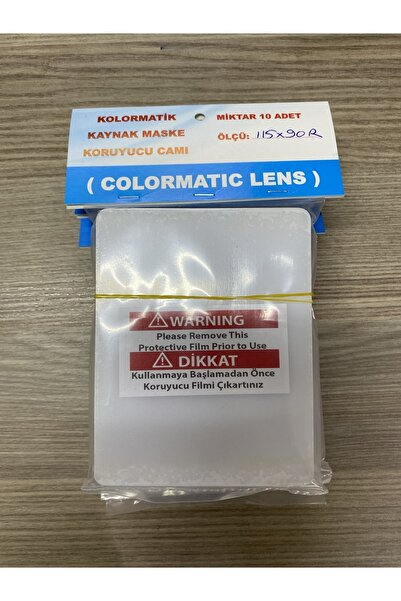 KOLORMATİK
KAYNAK MASKE
KORUYUCU CAMI
MİKTAR 10 ADET
ÖLÇÜ: 115x90R
( COLORMATIC LENS )
WARNING
Please Remove This
Protective Film Prior to Use
DİKKAT
Kullanmaya Başlamadan Önce
Koruyucu Filmi Çıkartınız